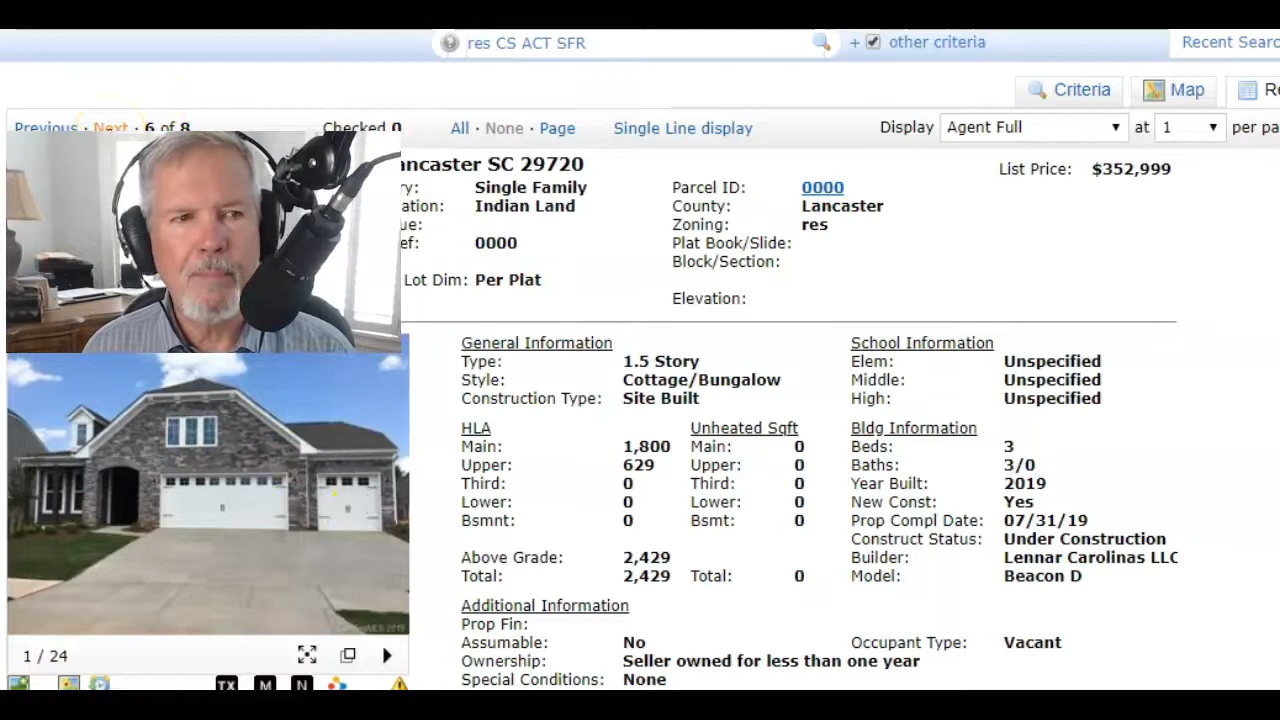 res CS ACT SFR
+ other criteria
Recent Searc
Criteria
Map
Re
Previous · Next · 6 of 8
Checked 0
All · None · Page
Single Line display
Display Agent Full at 1 per pa
ancaster SC 29720
List Price: $352,999
ry: Single Family
Parcel ID: 0000
ation: Indian Land
County: Lancaster
ue:
Zoning: res
ef: 0000
Plat Book/Slide:
Block/Section:
Lot Dim: Per Plat
Elevation:
General Information
School Information
Type: 1.5 Story
Elem: Unspecified
Style: Cottage/Bungalow
Middle: Unspecified
Construction Type: Site Built
High: Unspecified
HLA
Unheated Sqft
Bldg Information
Main: 1,800 Main: 0
Beds: 3
Upper: 629 Upper: 0
Baths: 3/0
Third: 0 Third: 0
Year Built: 2019
Lower: 0 Lower: 0
New Const: Yes
Bsmnt: 0 Bsmt: 0
Prop Compl Date: 07/31/19
Construct Status: Under Construction
Above Grade: 2,429
Builder: Lennar Carolinas LLC
Total: 2,429 Total: 0
Model: Beacon D
Additional Information
Prop Fin:
Assumable: No
Occupant Type: Vacant
Ownership: Seller owned for less than one year
Special Conditions: None
1 / 24
TX M N